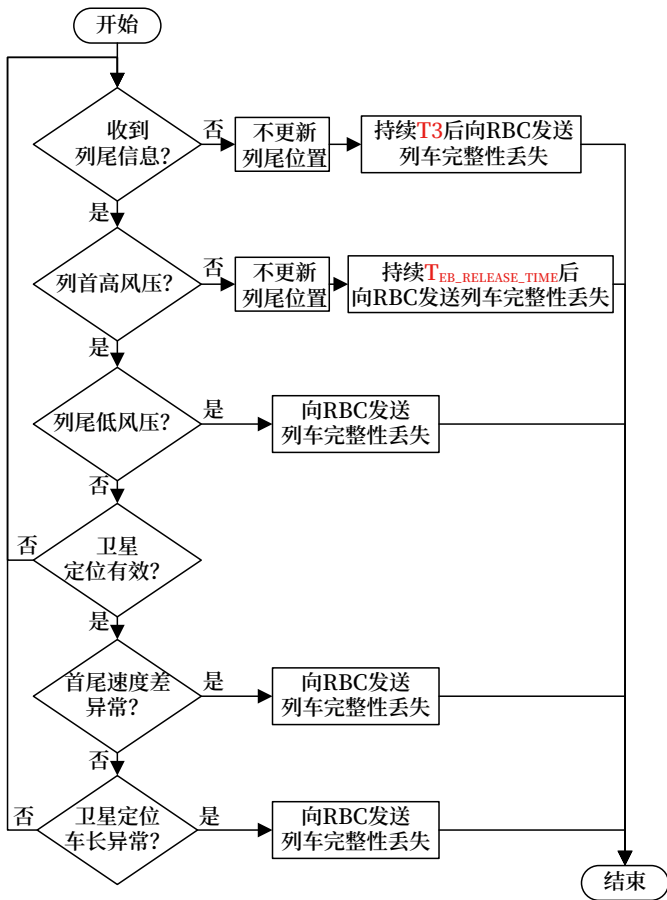 开始
收到
列尾信息?
否
不更新
列尾位置
持续T3后向RBC发送
列车完整性丢失
是
列首高风压?
否
不更新
列尾位置
持续TEB_RELEASE_TIME后
向RBC发送列车完整性丢失
是
列尾低风压?
是
向RBC发送
列车完整性丢失
否
否
卫星
定位有效?
是
首尾速度差
异常?
是
向RBC发送
列车完整性丢失
否
否
卫星定位
车长异常?
是
向RBC发送
列车完整性丢失
结束